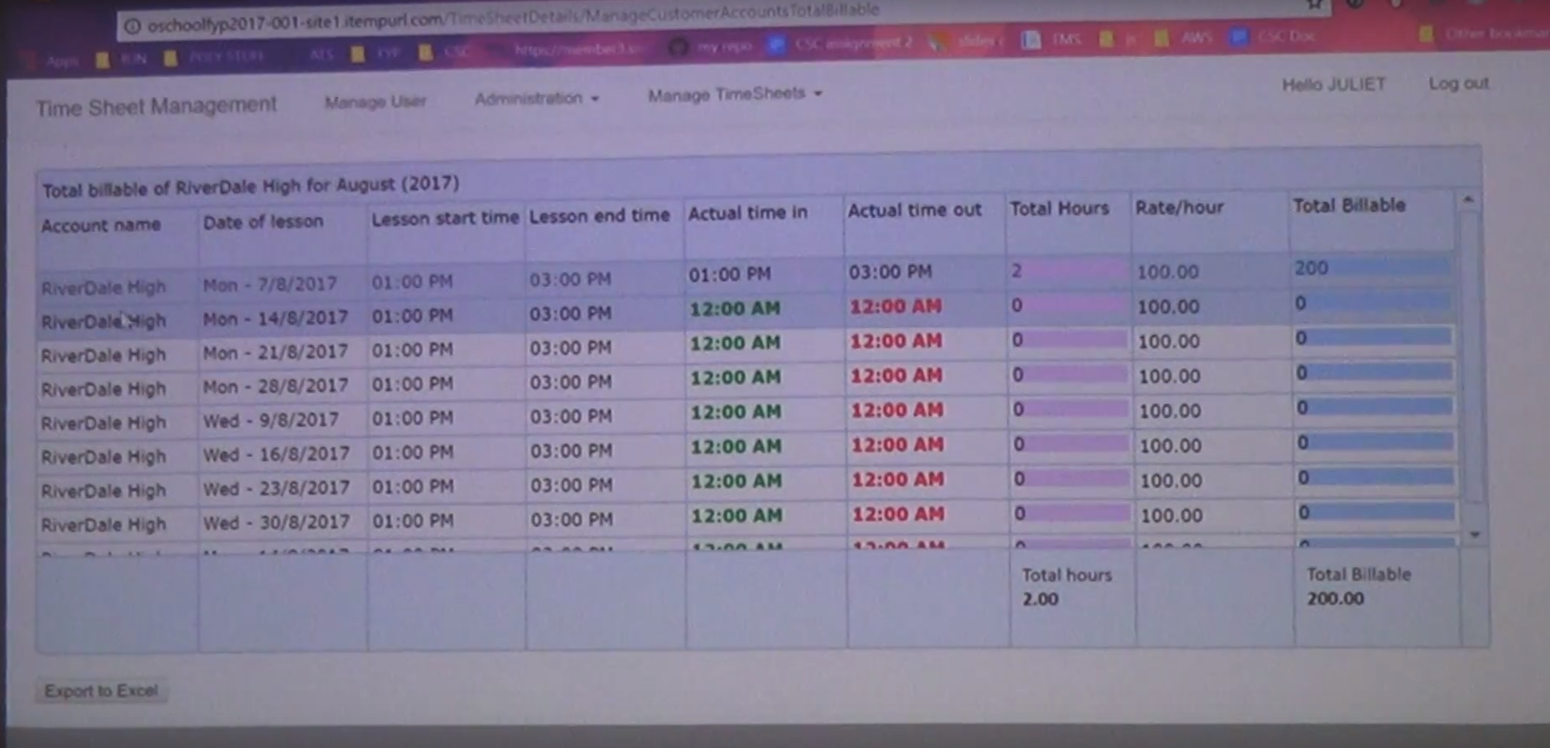 oschoolfyp2017-001-site1.itempurl.com/TimeSheetDetails/ManageCustomerAccountsTotalBillable
Apps RUN POLY STUFF ATS FYP CSC my repo CSC assignment 2 slides TMS js AWS CSC Doc Other bookmar
Time Sheet Management Manage User Administration Manage TimeSheets Hello JULIET Log out
Total billable of RiverDale High for August (2017)
Account name Date of lesson Lesson start time Lesson end time Actual time in Actual time out Total Hours Rate/hour Total Billable
RiverDale High Mon - 7/8/2017 01:00 PM 03:00 PM 01:00 PM 03:00 PM 2 100.00 200
RiverDale High Mon - 14/8/2017 01:00 PM 03:00 PM 12:00 AM 12:00 AM 0 100.00 0
RiverDale High Mon - 21/8/2017 01:00 PM 03:00 PM 12:00 AM 12:00 AM 0 100.00 0
RiverDale High Mon - 28/8/2017 01:00 PM 03:00 PM 12:00 AM 12:00 AM 0 100.00 0
RiverDale High Wed - 9/8/2017 01:00 PM 03:00 PM 12:00 AM 12:00 AM 0 100.00 0
RiverDale High Wed - 16/8/2017 01:00 PM 03:00 PM 12:00 AM 12:00 AM 0 100.00 0
RiverDale High Wed - 23/8/2017 01:00 PM 03:00 PM 12:00 AM 12:00 AM 0 100.00 0
RiverDale High Wed - 30/8/2017 01:00 PM 03:00 PM 12:00 AM 12:00 AM 0 100.00 0
Total hours Total Billable
2.00 200.00
Export to Excel